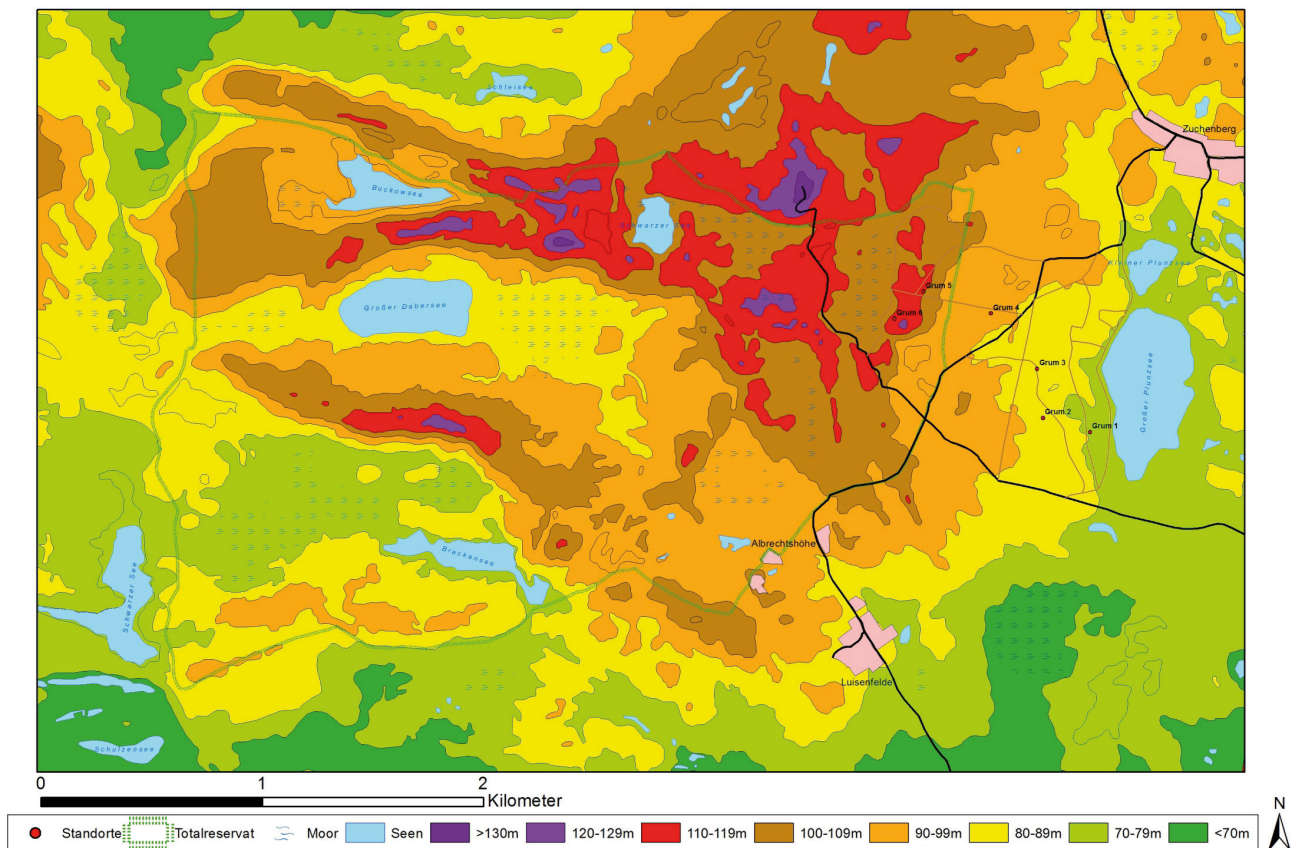 Zuchenberg
Schleisee
Buckowsee
Schwarzer See
Kleiner Plunzsee
Großer Dabersee
Grum 5
Grum 4
Grum 6
Großer Plunzsee
Grum 3
Grum 2
Grum 1
Albrechtshöhe
Brackensee
Schwarzer See
Luisenfelde
Schulzensee
0 1 2
Kilometer
N
Standorte Totalreservat Moor Seen >130m 120-129m 110-119m 100-109m 90-99m 80-89m 70-79m <70m